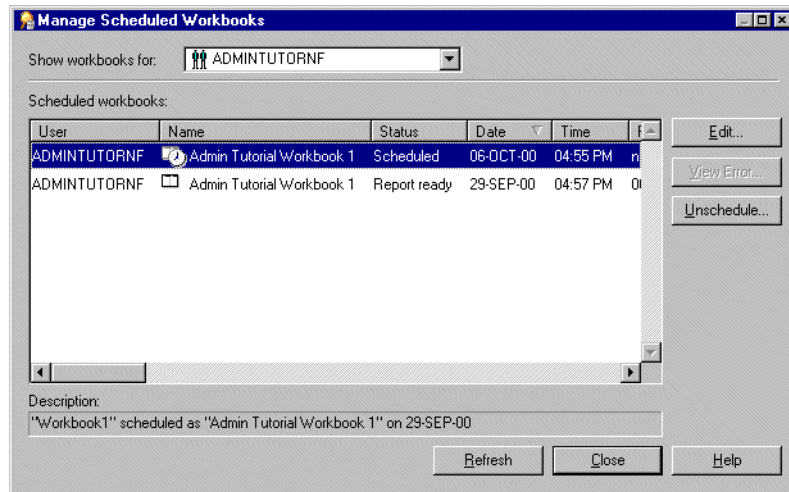 Manage Scheduled Workbooks
Show workbooks for: ADMINTUTORNF
Scheduled workbooks:
User Name Status Date Time
ADMINTUTORNF Admin Tutorial Workbook 1 Scheduled 06-OCT-00 04:55 PM
ADMINTUTORNF Admin Tutorial Workbook 1 Report ready 29-SEP-00 04:57 PM
Edit...
View Error...
Unschedule...
Description:
"Workbook1" scheduled as "Admin Tutorial Workbook 1" on 29-SEP-00
Refresh Close Help